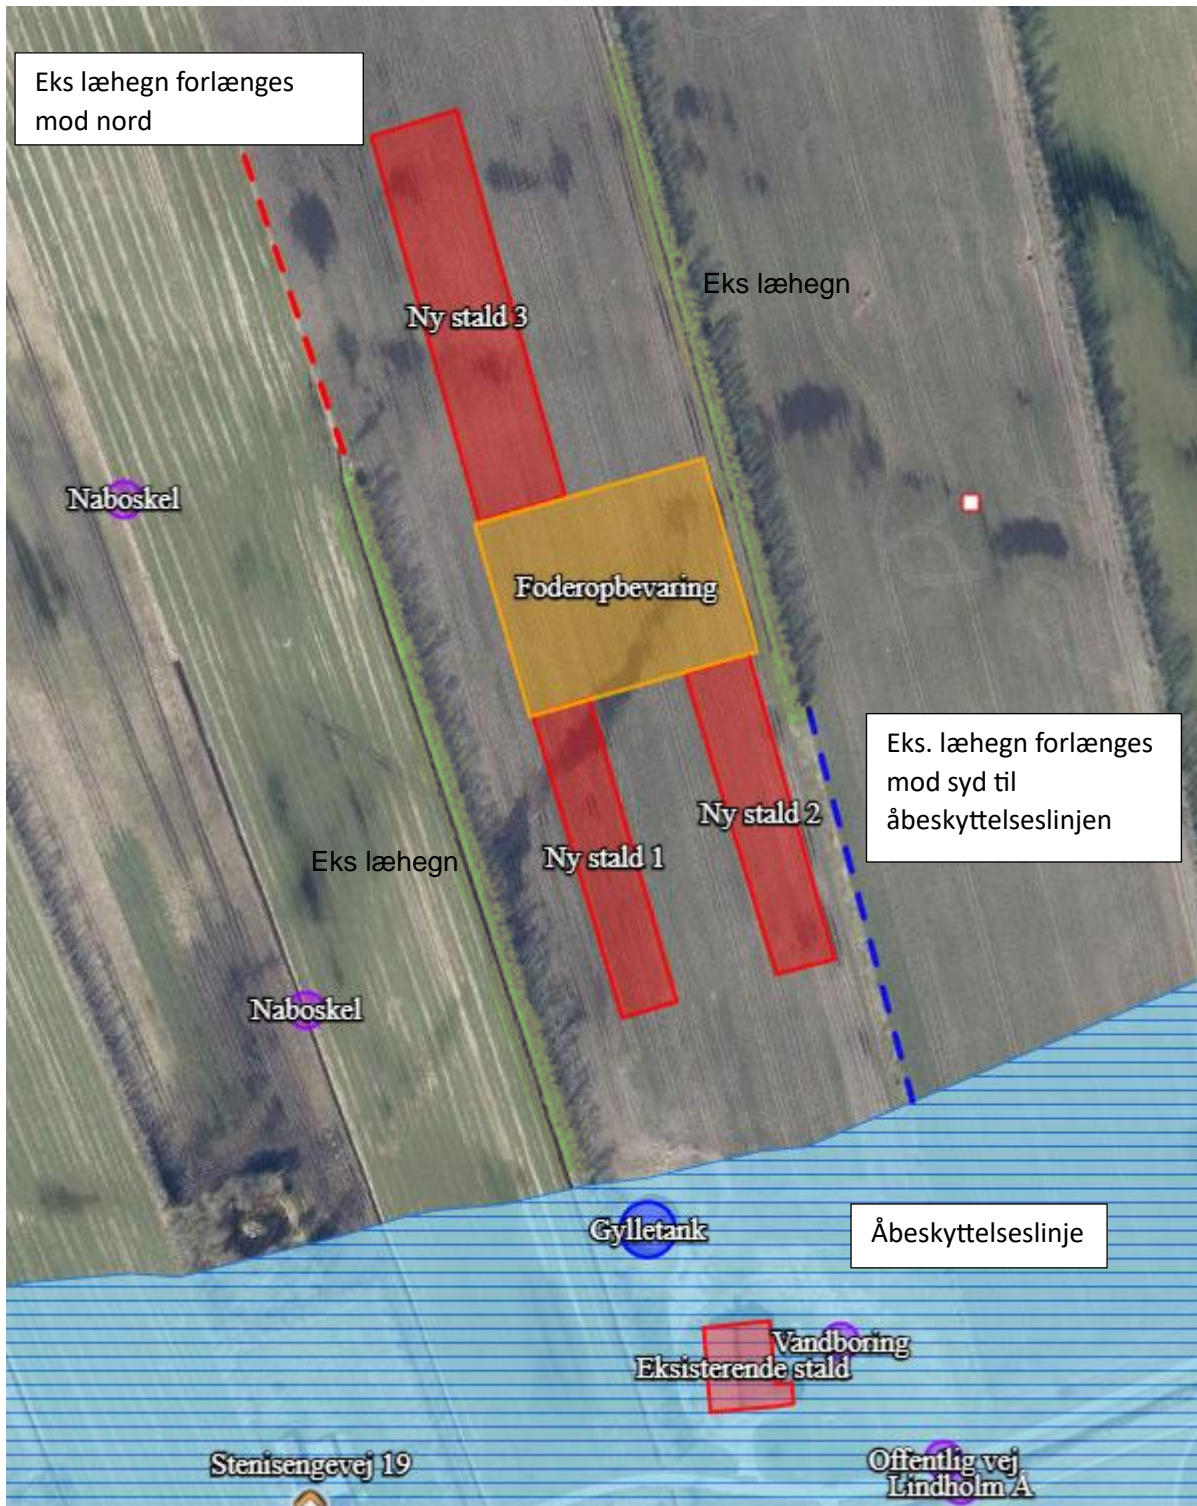 Eks læhegn forlænges
mod nord
Eks læhegn
Ny stald 3
Naboskel
Foderopbevaring
Eks. læhegn forlænges
mod syd til
åbeskyttelseslinjen
Ny stald 2
Ny stald 1
Eks læhegn
Naboskel
Gylletank
Åbeskyttelseslinje
Vandboring
Eksisterende stald
Stenisengevej 19
Offentlig vej
Lindholm Å